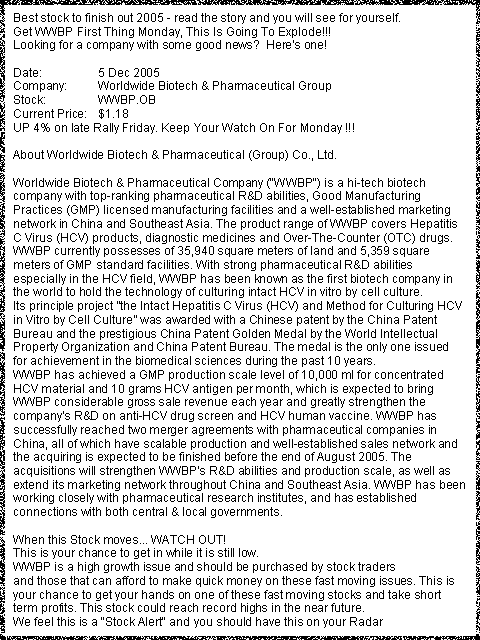 Best stock to finish out 2005 - read the story and you will see for yourself.
Get WWBP First Thing Monday, This Is Going To Explode!!!
Looking for a company with some good news?  Here's one!
Date: 5 Dec 2005
Company: Worldwide Biotech & Pharmaceutical Group
Stock: WWBP.OB
Current Price: $1.18
UP 4% on late Rally Friday. Keep Your Watch On For Monday !!!
About Worldwide Biotech & Pharmaceutical (Group) Co., Ltd.
Worldwide Biotech & Pharmaceutical Company ("WWBP") is a hi-tech biotech
company with top-ranking pharmaceutical R&D abilities, Good Manufacturing
Practices (GMP) licensed manufacturing facilities and a well-established marketing
network in China and Southeast Asia. The product range of WWBP covers Hepatitis
C Virus (HCV) products, diagnostic medicines and Over-The-Counter (OTC) drugs.
WWBP currently possesses of 35,940 square meters of land and 5,359 square
meters of GMP standard facilities. With strong pharmaceutical R&D abilities
especially in the HCV field, WWBP has been known as the first biotech company in
the world to hold the technology of culturing intact HCV in vitro by cell culture.
Its principle project "the Intact Hepatitis C Virus (HCV) and Method for Culturing HCV
in Vitro by Cell Culture" was awarded with a Chinese patent by the China Patent
Bureau and the prestigious China Patent Golden Medal by the World Intellectual
Property Organization and China Patent Bureau. The medal is the only one issued
for achievement in the biomedical sciences during the past 10 years.
WWBP has achieved a GMP production scale level of 10,000 ml for concentrated
HCV material and 10 grams HCV antigen per month, which is expected to bring
WWBP considerable gross sale revenue each year and greatly strengthen the
company's R&D on anti-HCV drug screen and HCV human vaccine. WWBP has
successfully reached two merger agreements with pharmaceutical companies in
China, all of which have scalable production and well-established sales network and
the acquiring is expected to be finished before the end of August 2005. The
acquisitions will strengthen WWBP's R&D abilities and production scale, as well as
extend its marketing network throughout China and Southeast Asia. WWBP has been
working closely with pharmaceutical research institutes, and has established
connections with both central & local governments.
When this Stock moves... WATCH OUT!
This is your chance to get in while it is still low.
WWBP is a high growth issue and should be purchased by stock traders
and those that can afford to make quick money on these fast moving issues. This is
your chance to get your hands on one of these fast moving stocks and take short
term profits. This stock could reach record highs in the near future.
We feel this is a "Stock Alert" and you should have this on your Radar